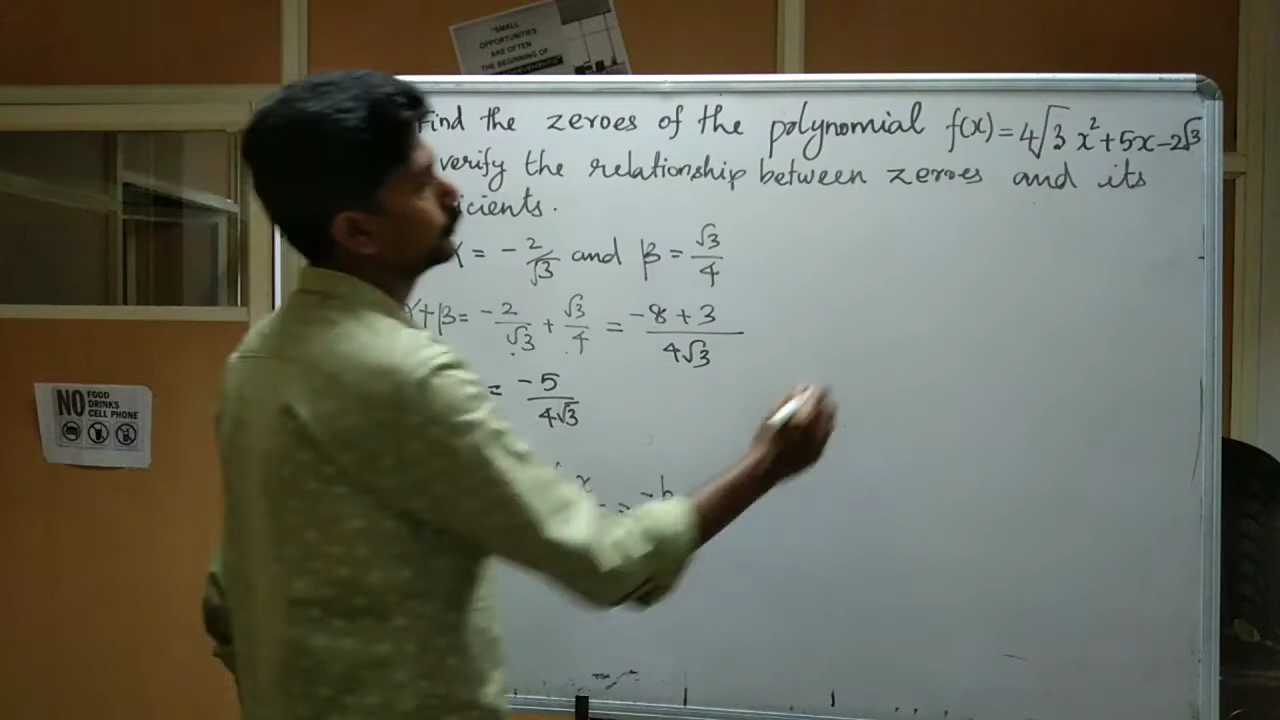 "SMALL
OPPORTUNITIES
ARE OFTEN
THE BEGINNING OF
Find the zeroes of the polynomial f(x)=4√3 x²+5x-2√3
verify the relationship between zeroes and its
icients.
= -2/√3 and β = √3/4
+β = -2/√3 + √3/4 = -8+3/4√3
= -5/4√3
x
= -b
NO FOOD
DRINKS
CELL PHONE